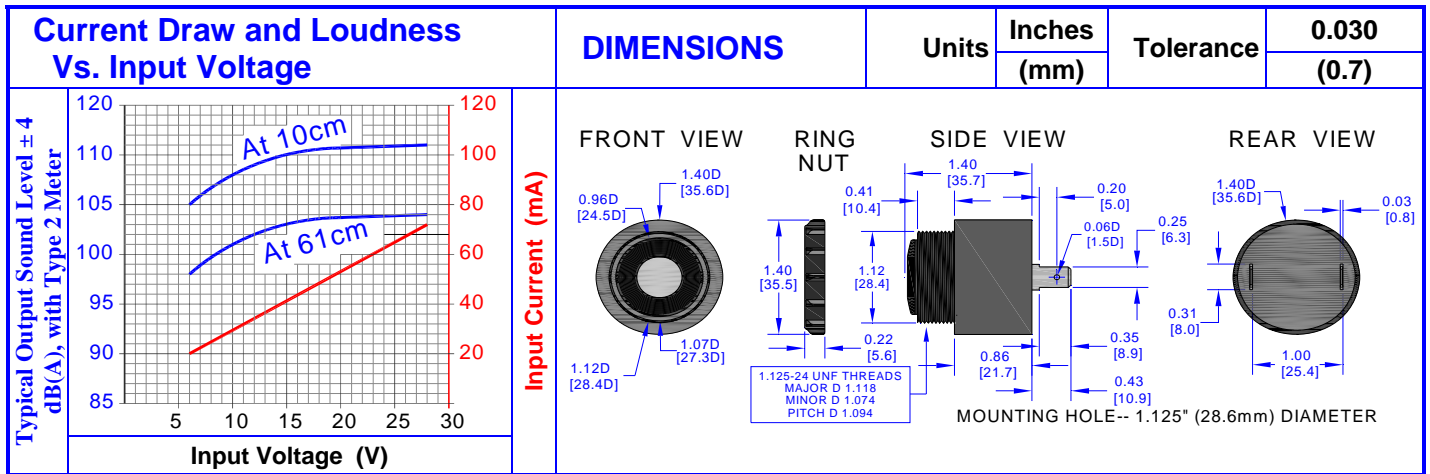 Current Draw and Loudness
Vs. Input Voltage
DIMENSIONS
Units
Inches
(mm)
Tolerance
0.030
(0.7)
Typical Output Sound Level ± 4
dB(A), with Type 2 Meter
120
110
105
100
95
90
85
At 10cm
At 61cm
120
100
80
60
40
20
Input Current (mA)
5
10
15
20
25
30
Input Voltage (V)
FRONT VIEW
0.96D
[24.5D]
1.40D
[35.6D]
1.12D
[28.4D]
1.07D
[27.3D]
RING
NUT
1.40
[35.5]
0.22
[5.6]
SIDE VIEW
1.40
[35.7]
0.41
[10.4]
1.12
[28.4]
0.20
[5.0]
0.06D
[1.5D]
0.25
[6.3]
0.86
[21.7]
0.35
[8.9]
0.43
[10.9]
1.125-24 UNF THREADS
MAJOR D 1.118
MINOR D 1.074
PITCH D 1.094
REAR VIEW
1.40D
[35.6D]
0.03
[0.8]
0.31
[8.0]
1.00
[25.4]
MOUNTING HOLE-- 1.125" (28.6mm) DIAMETER